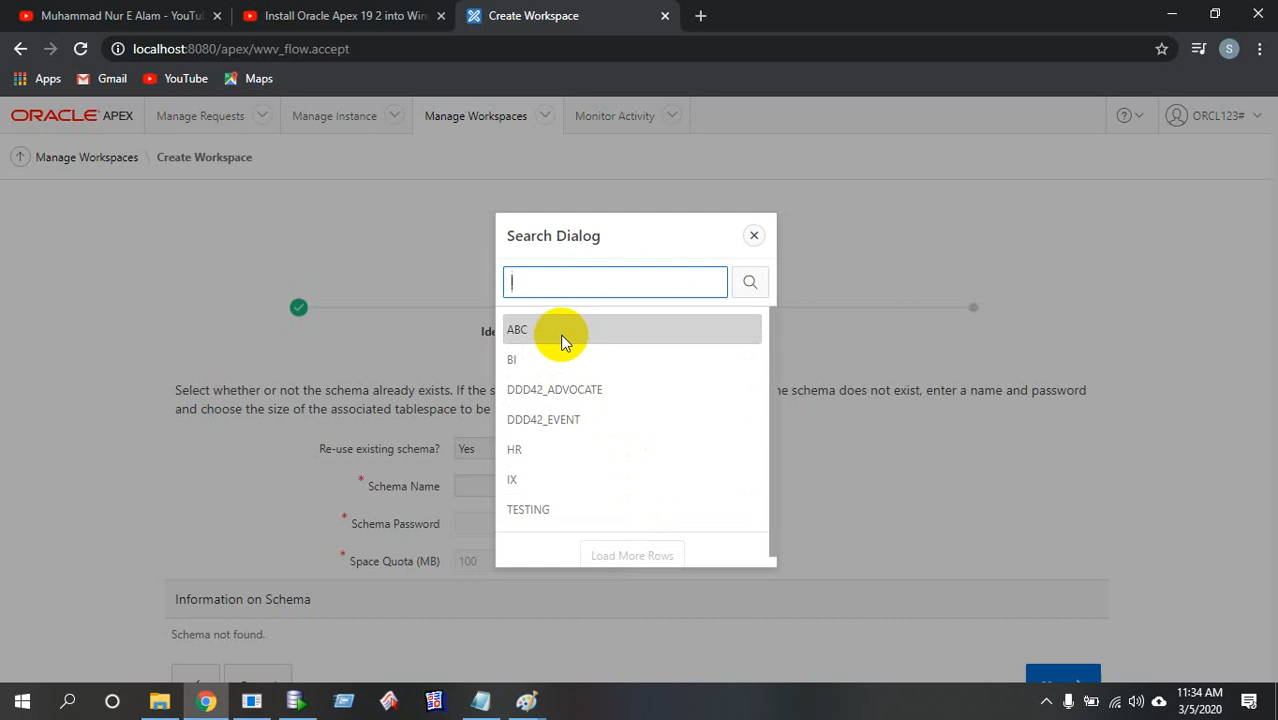 Muhammad Nur E Alam - YouTu
Install Oracle Apex 19 2 into Win
Create Workspace
localhost:8080/apex/wwv_flow.accept
S
Apps
Gmail
YouTube
Maps
ORACLE APEX
Manage Requests
Manage Instance
Manage Workspaces
Monitor Activity
ORCL123#
Manage Workspaces \ Create Workspace
Search Dialog
Ide
ABC
BI
DDD42_ADVOCATE
DDD42_EVENT
HR
IX
TESTING
Load More Rows
Select whether or not the schema already exists. If the s
he schema does not exist, enter a name and password
and choose the size of the associated tablespace to be
Re-use existing schema? Yes
* Schema Name
* Schema Password
* Space Quota (MB) 100
Information on Schema
Schema not found.
11:34 AM
3/5/2020